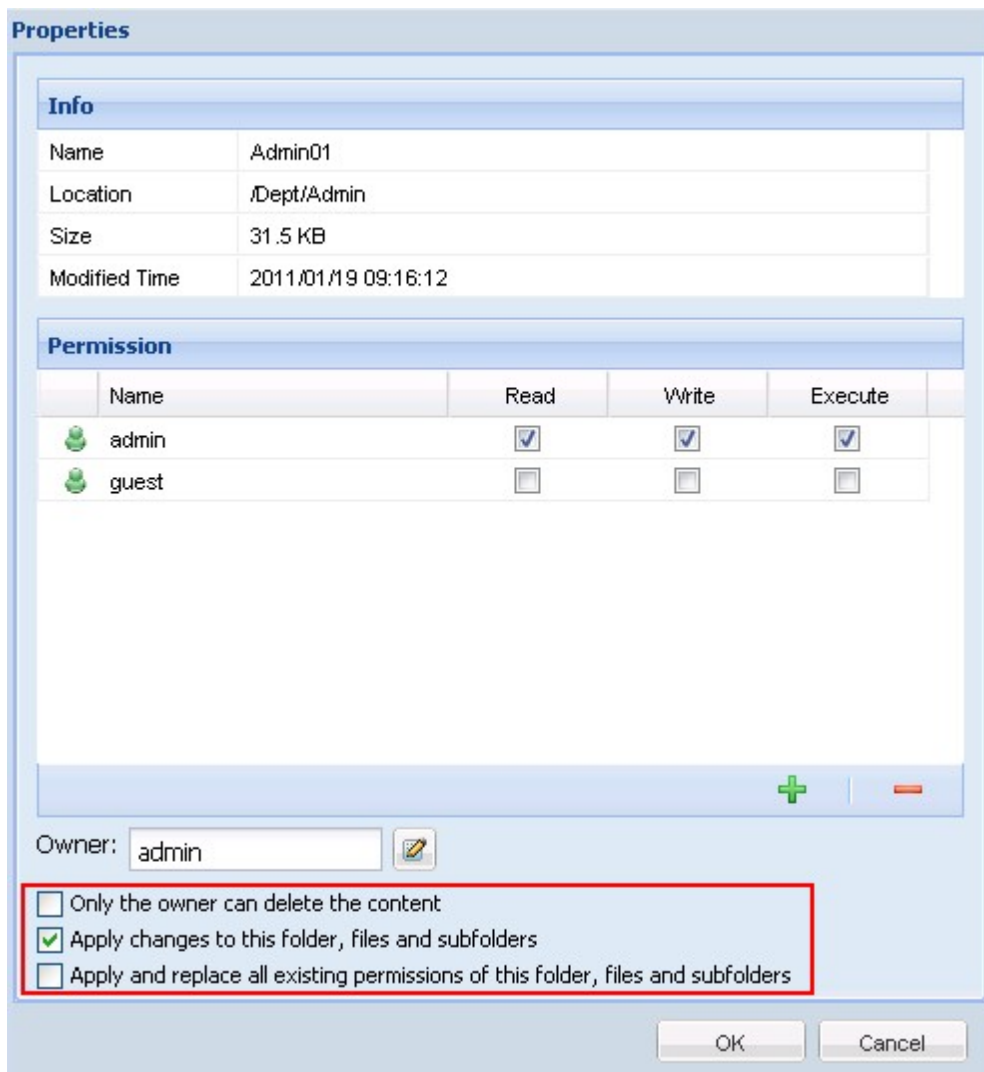 Properties
Info
Name Admin01
Location /Dept/Admin
Size 31.5 KB
Modified Time 2011/01/19 09:16:12
Permission
Name Read Write Execute
admin
guest
Owner: admin
Only the owner can delete the content
Apply changes to this folder, files and subfolders
Apply and replace all existing permissions of this folder, files and subfolders
OK Cancel